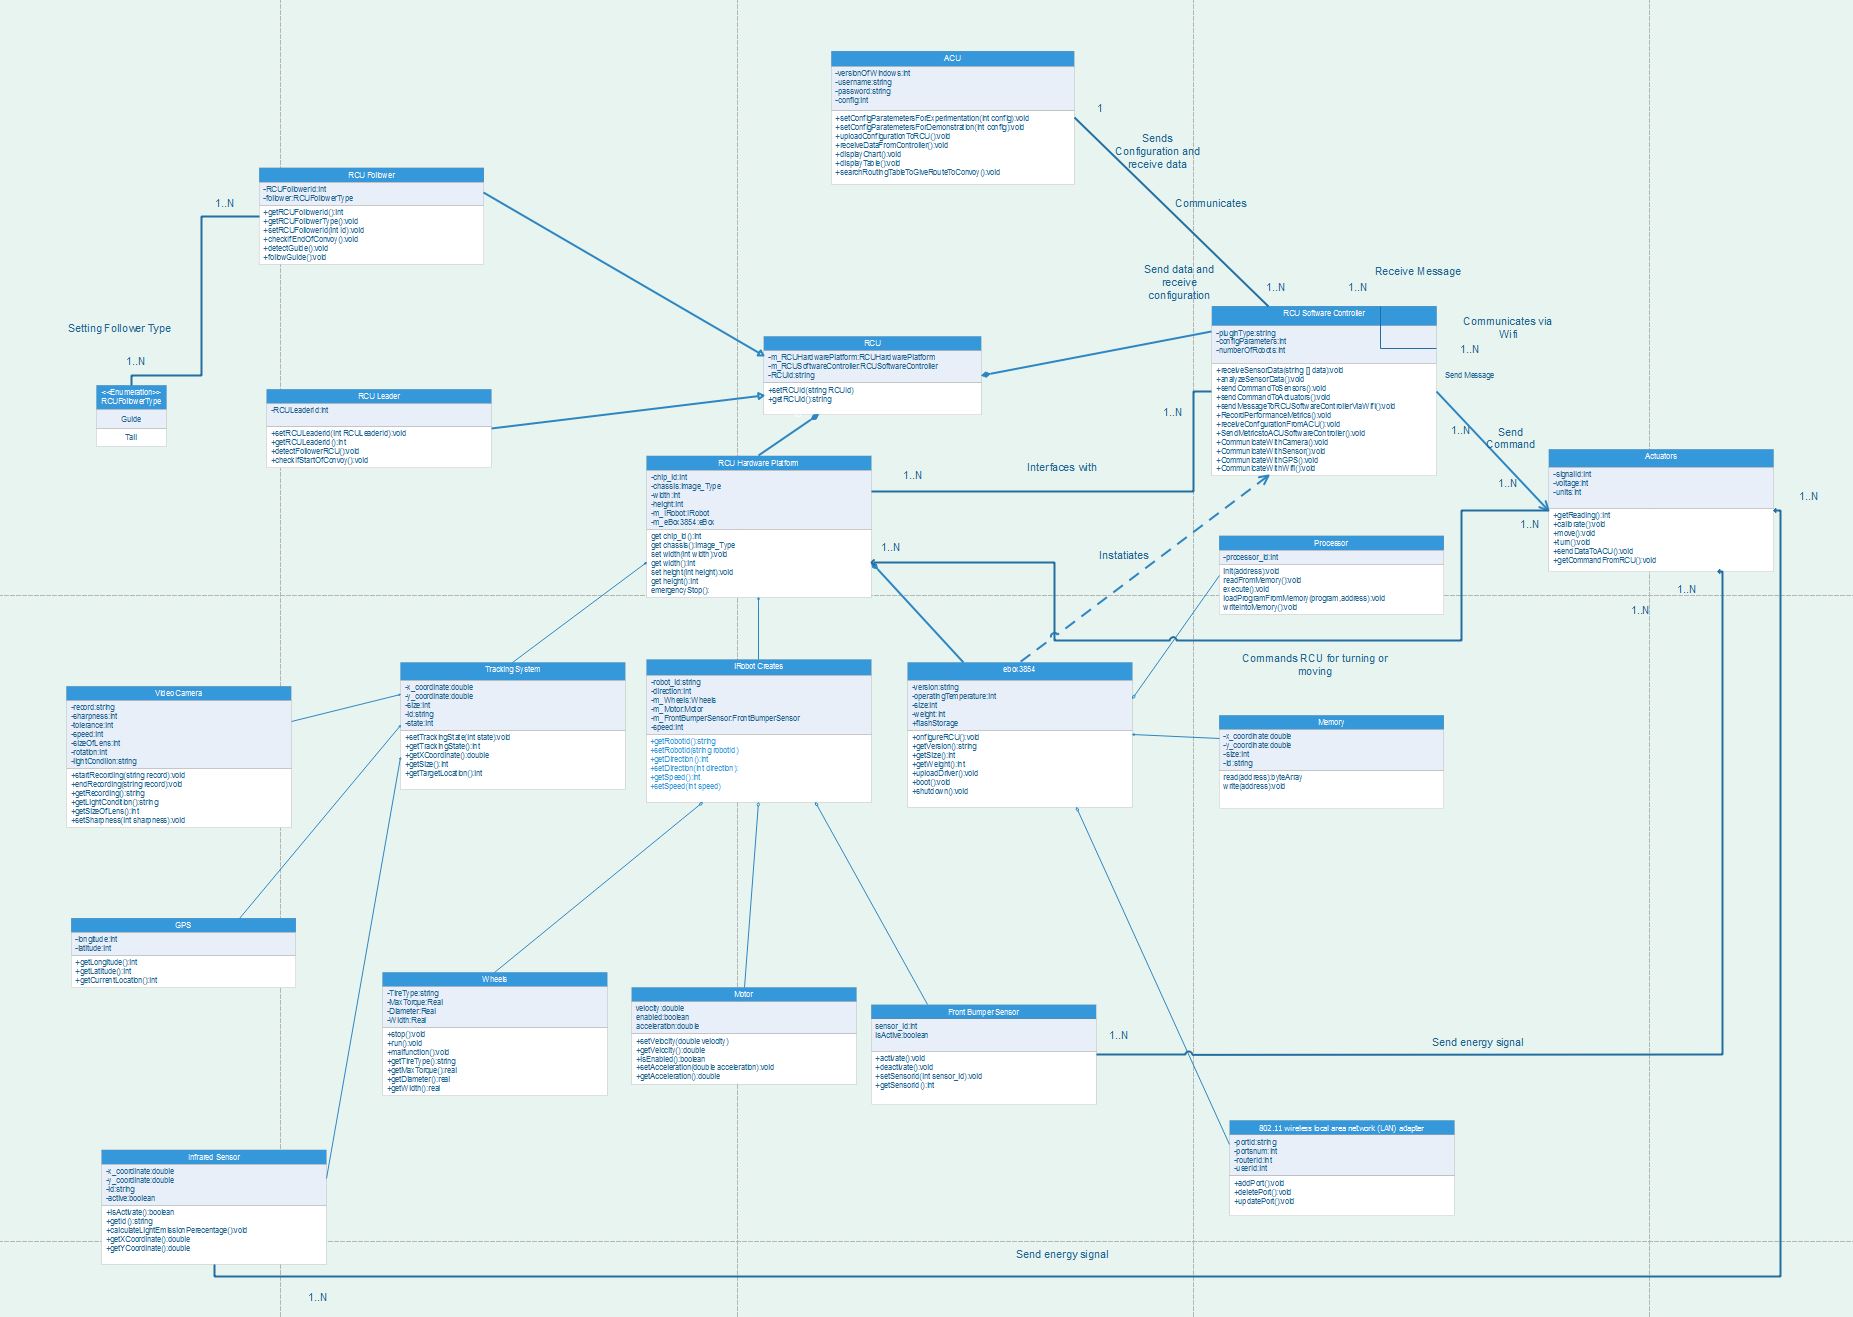 ACU
-versionOfWindows:int
-username:string
-password:string
-config:int
+setConfigParatemetersForExperimentation(int config):void
+setConfigParatemetersForDemonstration(int config):void
+uploadConfigurationToRCU():void
+receiveDataFromController():void
+displayChart():void
+displayTable():void
+searchRoutingTableToGiveRouteToConvoy():void
1
Sends
Configuration and
receive data
Communicates
Send data and
receive
configuration
1..N
1..N
Receive Message
Communicates via
Wifi
1..N
Send Message
RCU Follower
-RCUFollowerId:int
-follower:RCUFollowerType
+getRCUFollowerId():int
+getRCUFollowerType():void
+setRCUFollowerId(int id):void
+checkifEndOfConvoy():void
+detectGuide():void
+followGuide():void
1..N
Setting Follower Type
1..N
<<Enumeration>>
RCUFollowerType
Guide
Tail
RCU Leader
-RCULeaderId:int
+setRCULeaderId(int RCULeaderId):void
+getRCULeaderId():int
+detectFollowerRCU():void
+checkifStartOfConvoy():void
RCU
-m_RCUHardwarePlatform:RCUHardwarePlatform
-m_RCUSoftwareController:RCUSoftwareController
-RCUId:string
+setRCUId(string RCUId)
+getRCUId():string
RCU Software Controller
-pluginType:string
-configParameters:int
-numberOfRobots:int
+receiveSensorData(string [] data):void
+analyzeSensorData():void
+sendCommandToSensors():void
+sendCommandToActuators():void
+sendMessageToRCUSoftwareControllerViaWifi():void
+RecordPerformanceMetrics():void
+receiveConfigurationFromACU():void
+SendMetricstoACUSoftwareController():void
+CommunicateWithCamera():void
+CommunicateWithSensor():void
+CommunicateWithGPS():void
+CommunicateWithWifi():void
1..N
Interfaces with
1..N
1..N
Send
Command
1..N
1..N
RCU Hardware Platform
-chip_id:int
-chassis:Image_Type
-width:int
-height:int
-m_IRobot:IRobot
-m_eBox3854:eBox
get chip_id():int
get chassis():Image_Type
set width(int width):void
get width():int
set height(int height):void
get height():int
emergencyStop():
1..N
Instatiates
Actuators
-signalId:int
-voltage:int
-units:int
+getReading():int
+calibrate():void
+move():void
+turn():void
+sendDataToACU():void
+getCommandFromRCU():void
1..N
1..N
1..N
Processor
-processor_id:int
init(address):void
readFromMemory():void
execute():void
loadProgramFromMemory(program,address):void
writeIntoMemory():void
Commands RCU for turning or
moving
Video Camera
-record:string
-sharpness:int
-tolerance:int
-speed:int
-sizeOfLens:int
-rotation:int
-lightCondiion:string
+startRecording(string record):void
+endRecording(string record):void
+getRecording():string
+getLightCondition():string
+getSizeOfLens():int
+setSharpness(int sharpness):void
Tracking System
-x_coordinate:double
-y_coordinate:double
-size:int
-id:string
-state:int
+setTrackingState(int state):void
+getTrackingState():int
+getXCoordinate():double
+getSize():int
+getTargetLocation():int
IRobot Creates
-robot_id:string
-direction:int
-m_Wheels:Wheels
-m_Motor:Motor
-m_FrontBumperSensor:FrontBumperSensor
-speed:int
+getRobotId():string
+setRobotId(string robotid)
+getDirection():int
+setDirection(int direction):
+getSpeed():int
+setSpeed(int speed)
ebox3854
-version:string
-operatingTemperature:int
-size:int
-weight:int
+flashStorage
+onfigureRCU():void
+getVersion():string
+getSize():int
+getWeight():int
+uploadDriver():void
+boot():void
+shutdown():void
Memory
-x_coordinate:double
-y_coordinate:double
-size:int
-id:string
read(address):byteArray
write(address):void
GPS
-longitude:int
-latitude:int
+getLongitude():int
+getLatitude():int
+getCurrentLocation():int
Wheels
-TireType:string
-MaxTorque:Real
-Diameter:Real
-Width:Real
+stop():void
+run():void
+malfunction():void
+getTireType():string
+getMaxTorque():real
+getDiameter():real
+getWidth():real
Motor
velocity:double
enabled:boolean
acceleration:double
+setVelocity(double velocity)
+getVelocity():double
+isEnabled():boolean
+setAcceleration(double acceleration):void
+getAcceleration():double
Front Bumper Sensor
sensor_id:int
isActive:boolean
+activate():void
+deactivate():void
+setSensorId(int sensor_id):void
+getSensorId():int
1..N
Send energy signal
802.11 wireless local area network (LAN) adapter
-portid:string
-portsnum:int
-routerid:int
-userid:int
+addPort():void
+deletePort():void
+updatePort():void
Infrared Sensor
-x_coordinate:double
-y_coordinate:double
-id:string
-active:boolean
+isActivate():boolean
+getId():string
+calculateLightEmissionPerecentage():void
+getXCoordinate():double
+getYCoordinate():double
Send energy signal
1..N